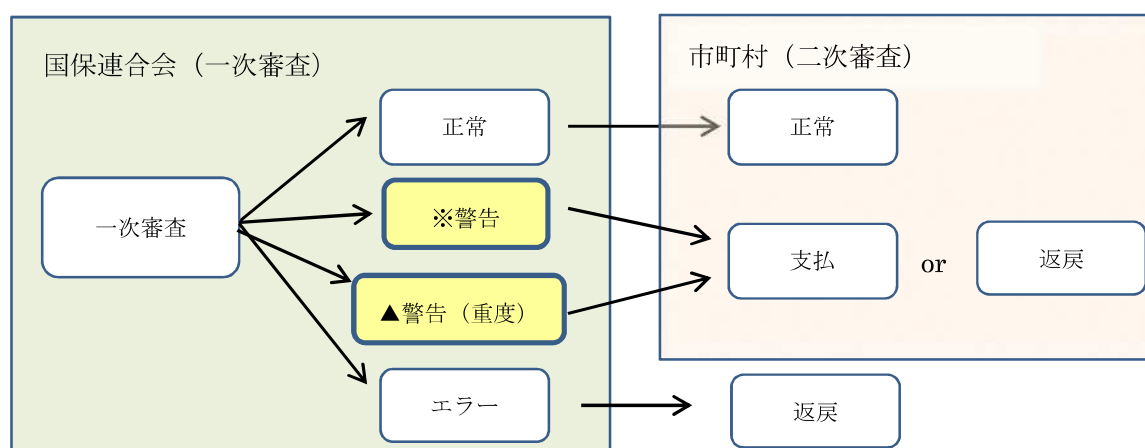 国保連合会（一次審査）
市町村（二次審査）
正常
正常
※警告
一次審査
支払 or 返戻
▲警告（重度）
エラー
返戻